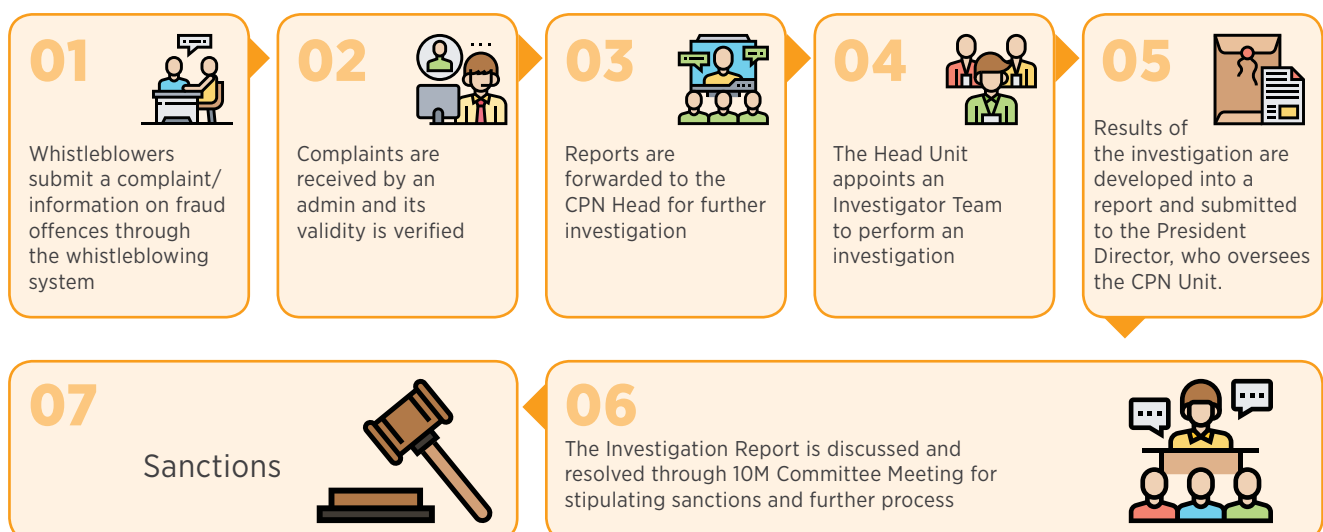 01
Whistleblowers
submit a complaint/
information on fraud
offences through
the whistleblowing
system
02
Complaints are
received by an
admin and its
validity is verified
03
Reports are
forwarded to the
CPN Head for further
investigation
04
The Head Unit
appoints an
Investigator Team
to perform an
investigation
05
Results of
the investigation are
developed into a
report and submitted
to the President
Director, who oversees
the CPN Unit.
06
The Investigation Report is discussed and
resolved through 10M Committee Meeting for
stipulating sanctions and further process
07
Sanctions